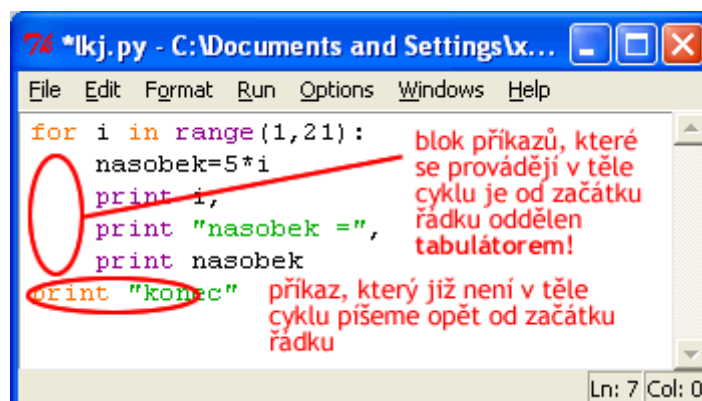 *lkj.py - C:\Documents and Settings\x...
File Edit Format Run Options Windows Help
for i in range(1,21):
nasobek=5*i
print i,
print "nasobek =",
print nasobek
print "konec"
blok příkazů, které
se provádějí v těle
cyklu je od začátku
řádku oddělen
tabulátorem!
příkaz, který již není v těle
cyklu píšeme opět od začátku
řádku
Ln: 7 Col: 0